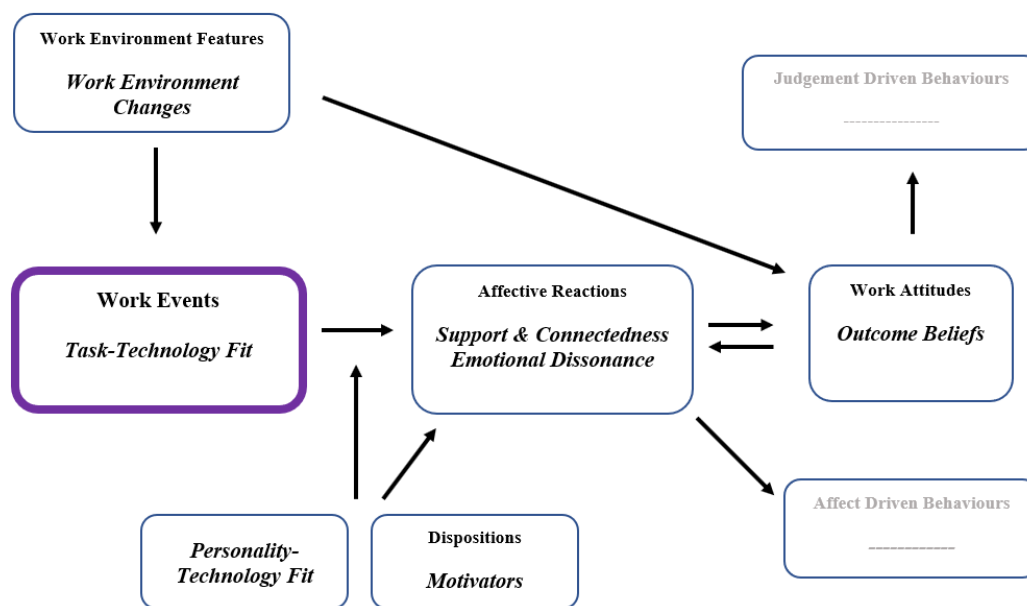 Work Environment Features
Work Environment
Changes
Judgement Driven Behaviours
----------------
Work Events
Task-Technology Fit
Affective Reactions
Support & Connectedness
Emotional Dissonance
Work Attitudes
Outcome Beliefs
Personality-
Technology Fit
Dispositions
Motivators
Affect Driven Behaviours
------------